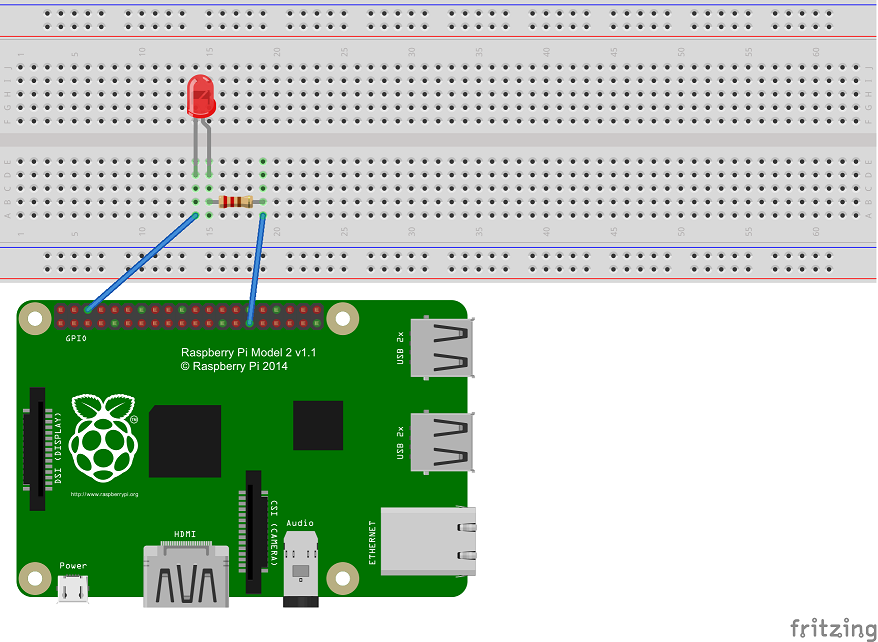 1 5 10 15 20 25 30 35 40 45 50 55 60
J J
I I
H H
G G
F F
E E
D D
C C
B B
A A
1 5 10 15 20 25 30 35 40 45 50 55 60
GPIO
Raspberry Pi Model 2 v1.1
© Raspberry Pi 2014
USB 2x
DSI (DISPLAY)
TM
USB 2x
http://www.raspberrypi.org
CSI (CAMERA)
Audio
ETHERNET
HDMI
Power
fritzing